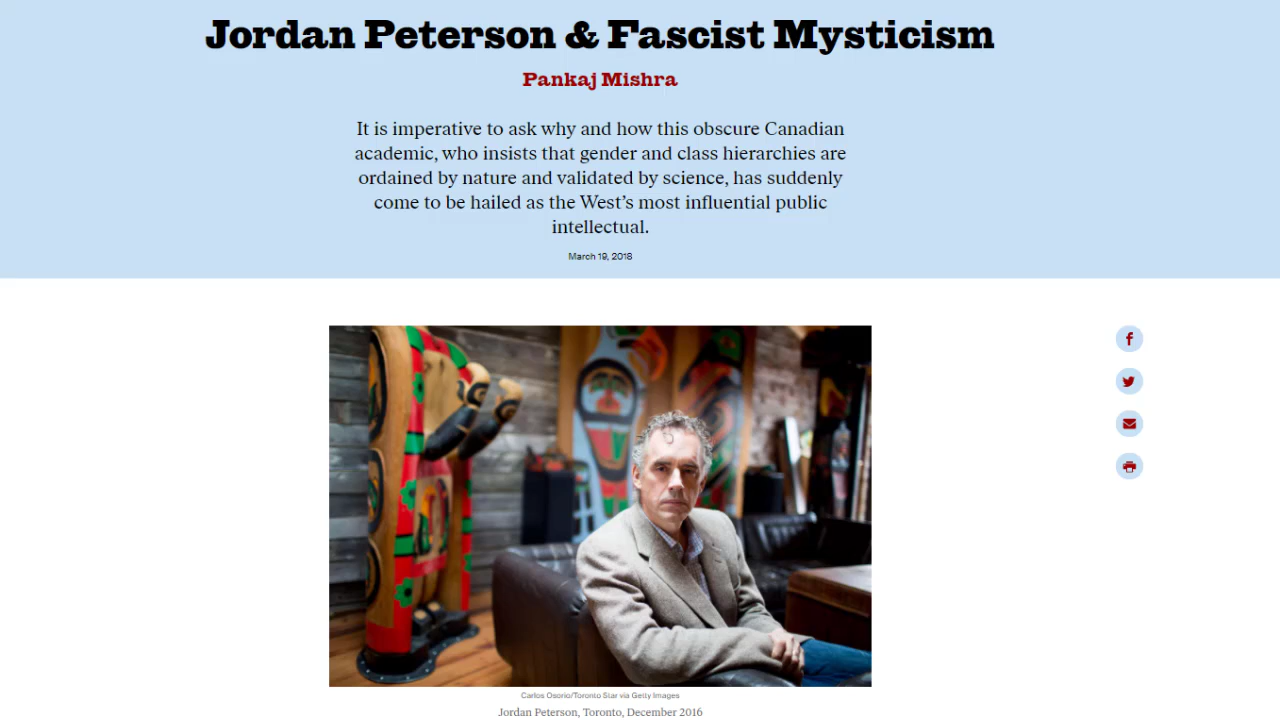 Jordan Peterson & Fascist Mysticism
Pankaj Mishra
It is imperative to ask why and how this obscure Canadian
academic, who insists that gender and class hierarchies are
ordained by nature and validated by science, has suddenly
come to be hailed as the West’s most influential public
intellectual.
March 19, 2018
Carlos Osorio/Toronto Star via Getty Images
Jordan Peterson, Toronto, December 2016